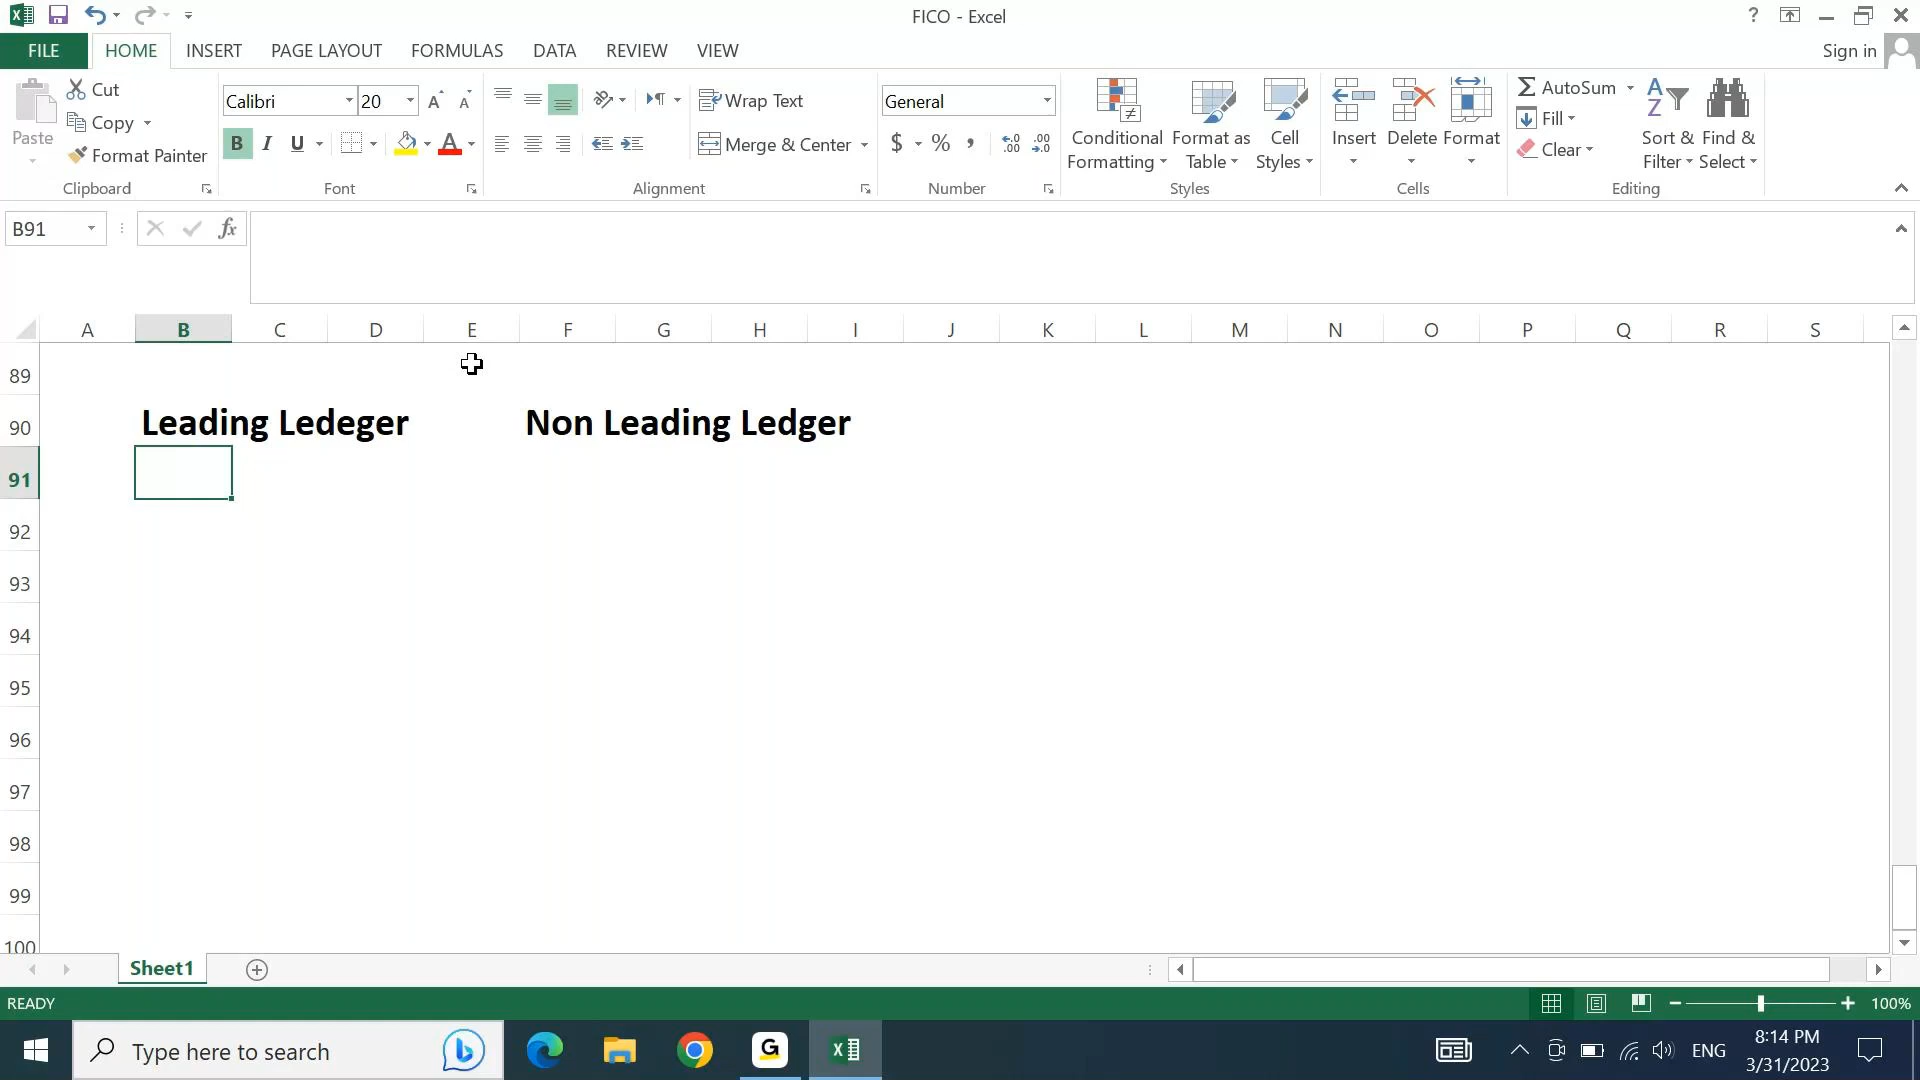 FICO - Excel
?
FILE HOME INSERT PAGE LAYOUT FORMULAS DATA REVIEW VIEW Sign in
Paste
Cut
Copy
Format Painter
Clipboard
Calibri 20
B I U
Font
Wrap Text
Merge & Center
Alignment
General
$ % ,
Number
Conditional Formatting
Format as Table
Cell Styles
Styles
Insert Delete Format
Cells
AutoSum
Fill
Clear
Sort & Filter
Find & Select
Editing
B91
fx
A B C D E F G H I J K L M N O P Q R S
89
90 Leading Ledeger Non Leading Ledger
91
92
93
94
95
96
97
98
99
100
Sheet1
READY 100%
Type here to search
ENG
8:14 PM
3/31/2023